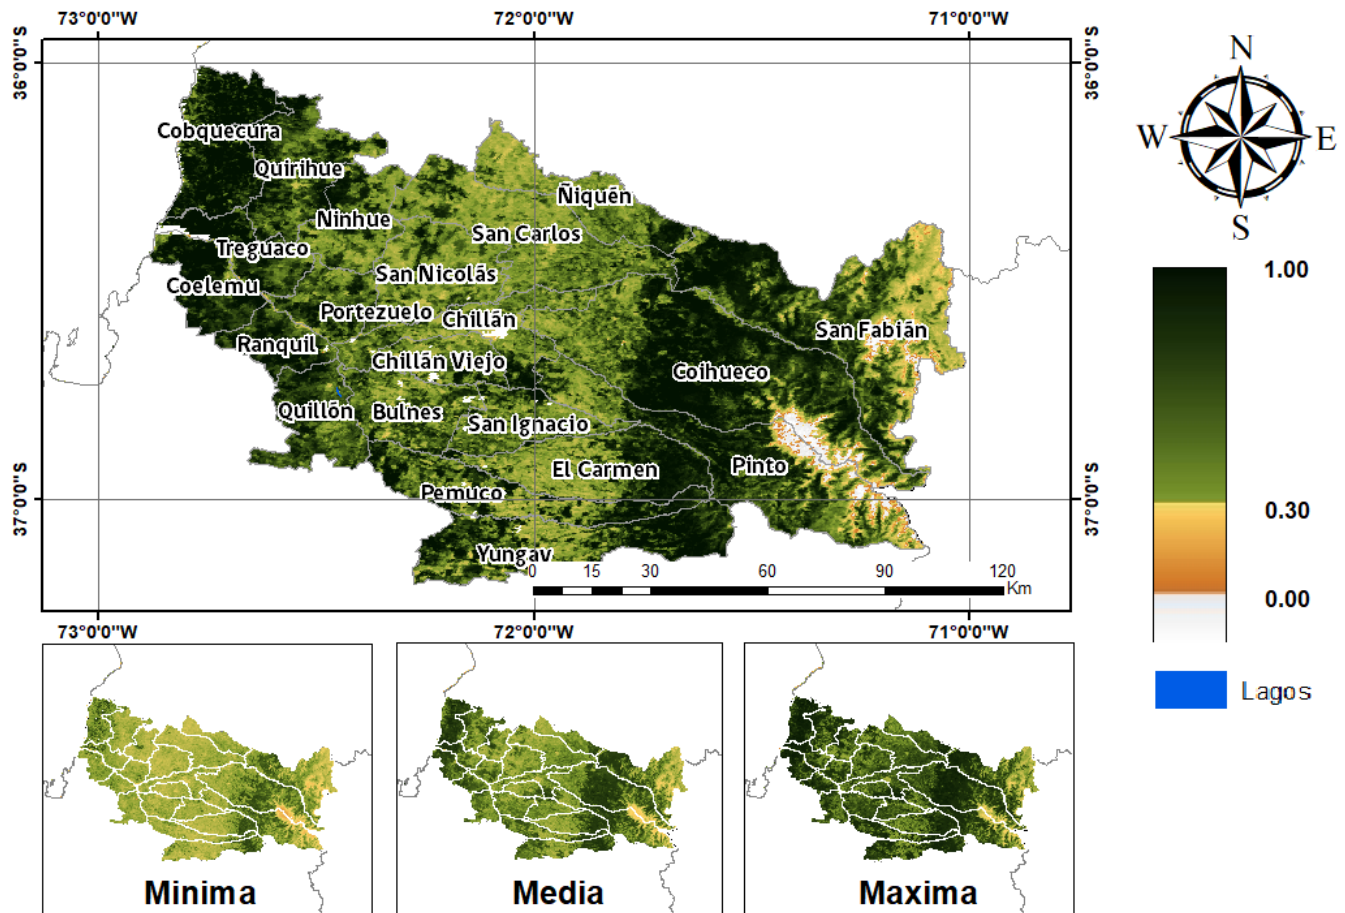 73°0'0"W 72°0'0"W 71°0'0"W
36°0'0"S
36°0'0"S
N
W
E
S
Cobquecura
Quirihue
Ñiquén
Ninhue
San Carlos
Treguaco
San Nicolás
Coelemu
Portezuelo
Chillán
San Fabián
Ranquil
Chillán Viejo
Coihueco
Quillón
Bulnes
San Ignacio
El Carmen
Pinto
Pemuco
Yungay
37°0'0"S
37°0'0"S
0 15 30 60 90 120
Km
73°0'0"W 72°0'0"W 71°0'0"W
1.00
0.30
0.00
Lagos
Minima
Media
Maxima